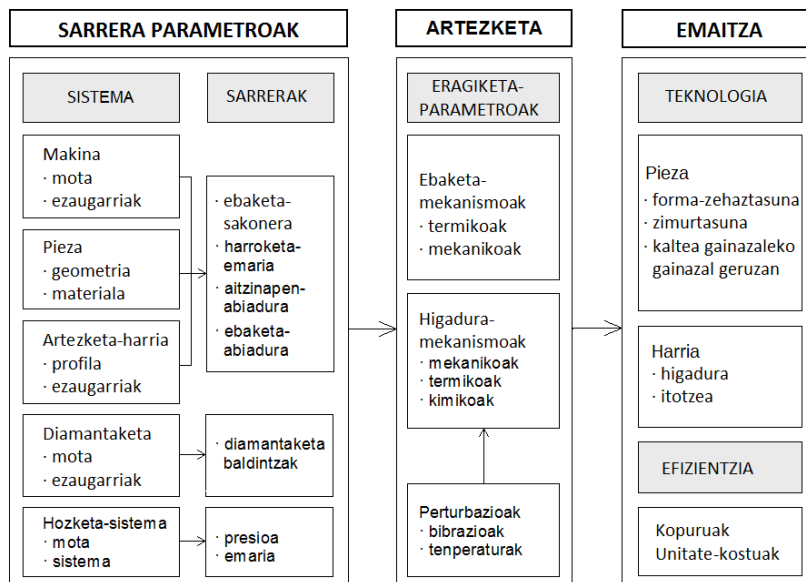 SARRERA PARAMETROAK
SISTEMA
SARRERAK
Makina
· mota
· ezaugarriak
Pieza
· geometria
· materiala
Artezketa-harria
· profila
· ezaugarriak
· ebaketa-
sakonera
· harroketa-
emaria
· aitzinapen-
abiadura
· ebaketa-
abiadura
Diamantaketa
· mota
· ezaugarriak
· diamantaketa
baldintzak
Hozketa-sistema
· mota
· sistema
· presioa
· emaria
ARTEZKETA
ERAGIKETA-
PARAMETROAK
Ebaketa-
mekanismoak
· termikoak
· mekanikoak
Higadura-
mekanismoak
· mekanikoak
· termikoak
· kimikoak
Perturbazioak
· bibrazioak
· tenperaturak
EMAITZA
TEKNOLOGIA
Pieza
· forma-zehaztasuna
· zimurtasuna
· kaltea gainazaleko
gainazal geruzan
Harria
· higadura
· itotzea
EFIZIENTZIA
Kopuruak
Unitate-kostuak